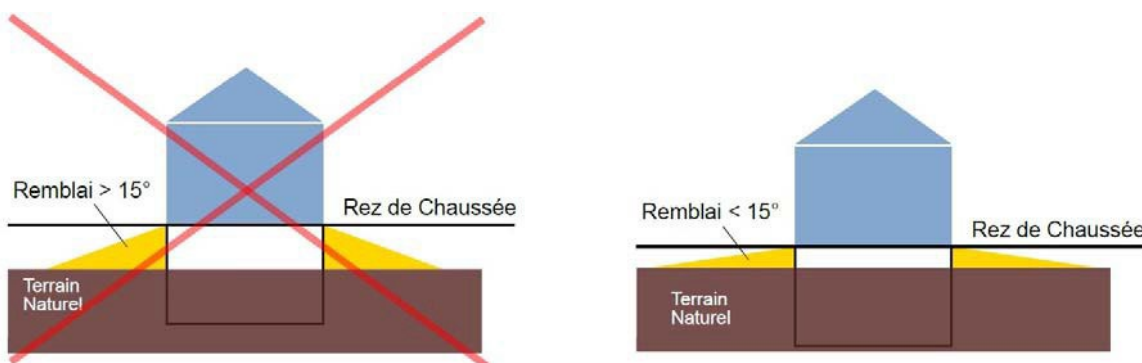 Remblai > 15°
Rez de Chaussée
Terrain
Naturel
Remblai < 15°
Rez de Chaussée
Terrain
Naturel